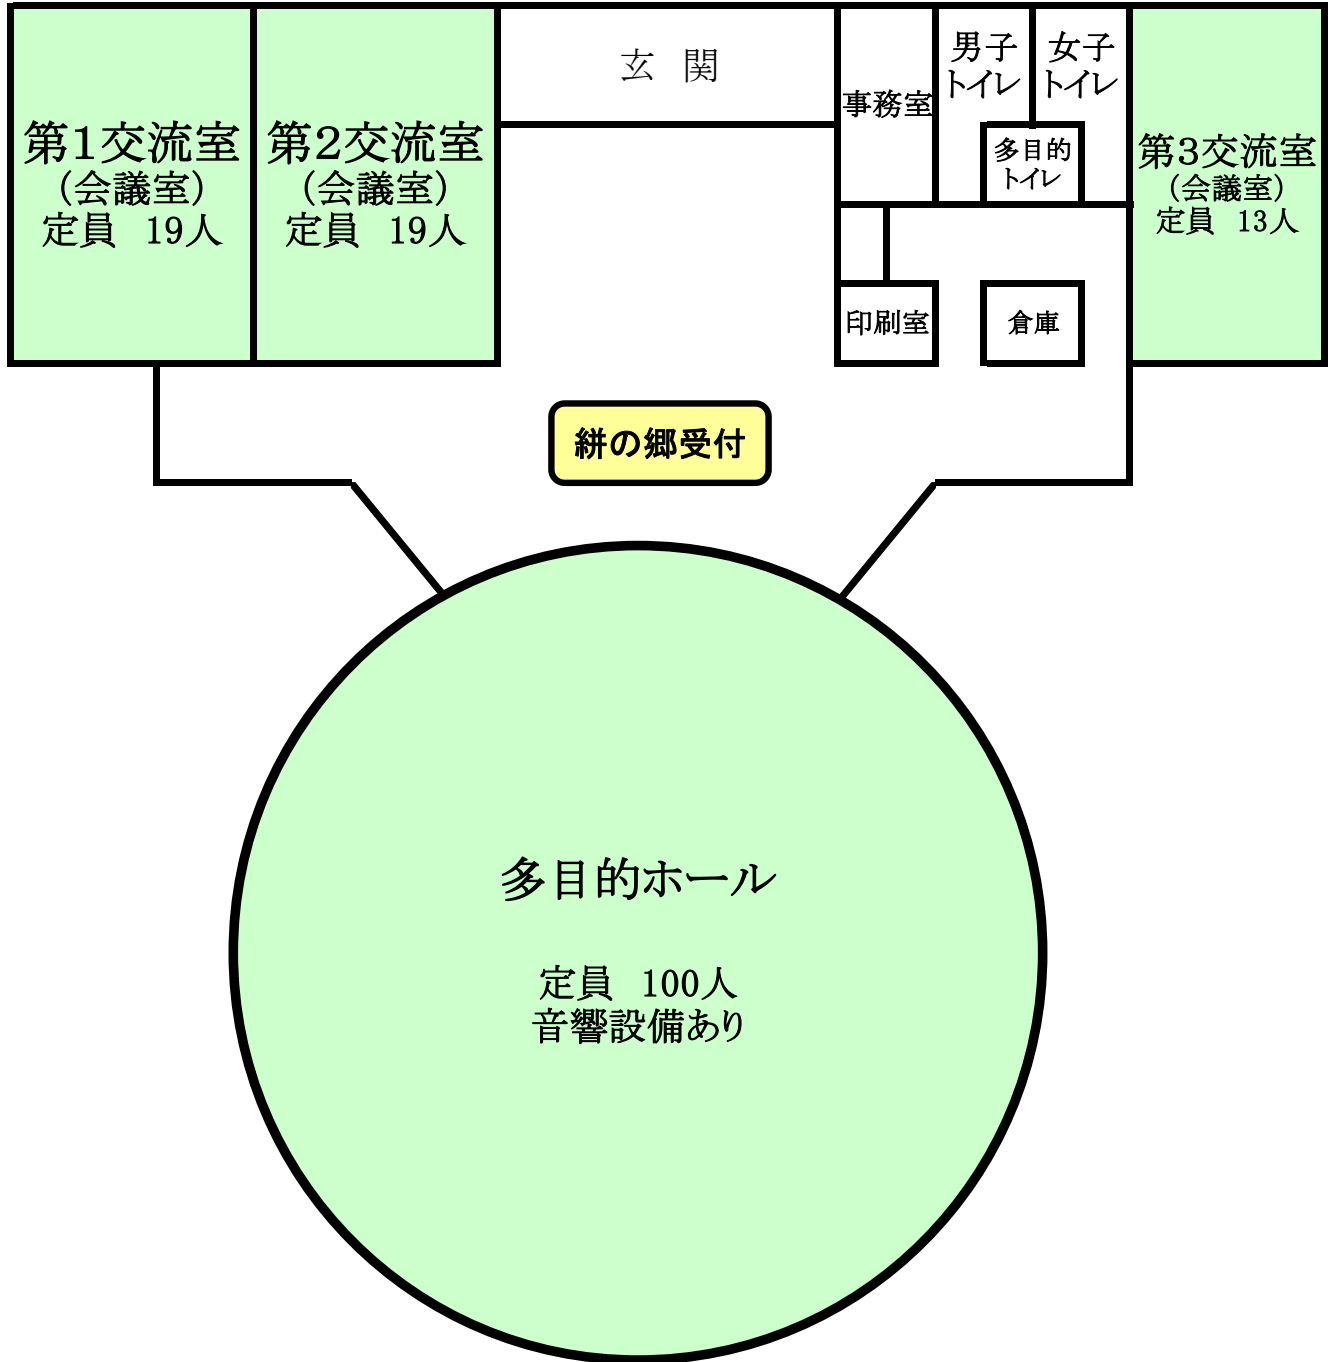 第1交流室
（会議室）
定員　19人
第2交流室
（会議室）
定員　19人
玄　関
事務室
男子
トイレ
女子
トイレ
多目的
トイレ
第3交流室
（会議室）
定員　13人
印刷室
倉庫
絣の郷受付
多目的ホール
定員　100人
音響設備あり